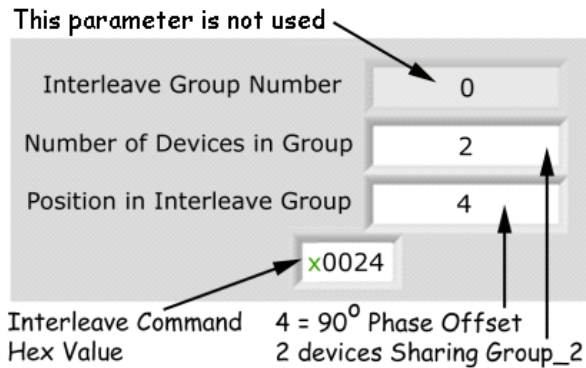 This parameter is not used
Interleave Group Number 0
Number of Devices in Group 2
Position in Interleave Group 4
x0024
Interleave Command 4 = 90° Phase Offset
Hex Value 2 devices Sharing Group_2